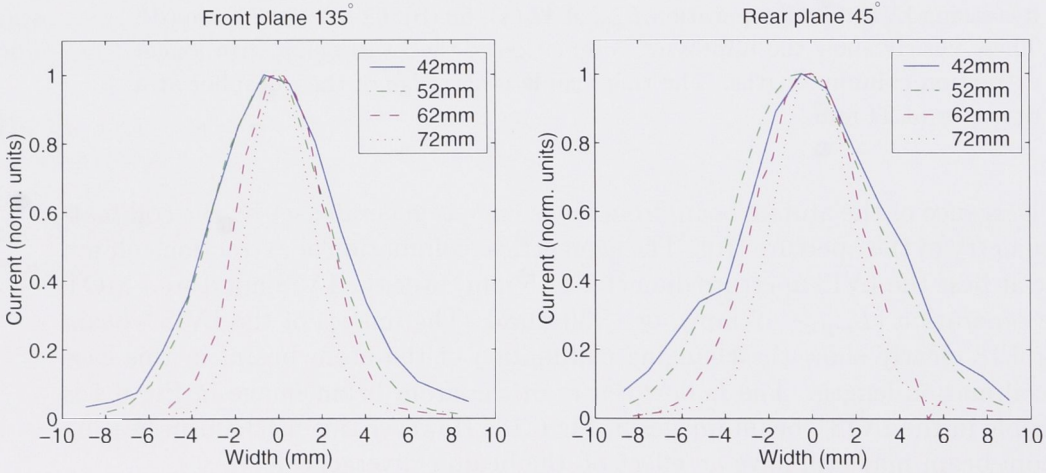 Front plane 135°
Current (norm. units)
1
0.8
0.6
0.4
0.2
0
−10 −8 −6 −4 −2 0 2 4 6 8 10
Width (mm)
42mm
52mm
62mm
72mm
Rear plane 45°
Current (norm. units)
1
0.8
0.6
0.4
0.2
0
−10 −8 −6 −4 −2 0 2 4 6 8 10
Width (mm)
42mm
52mm
62mm
72mm